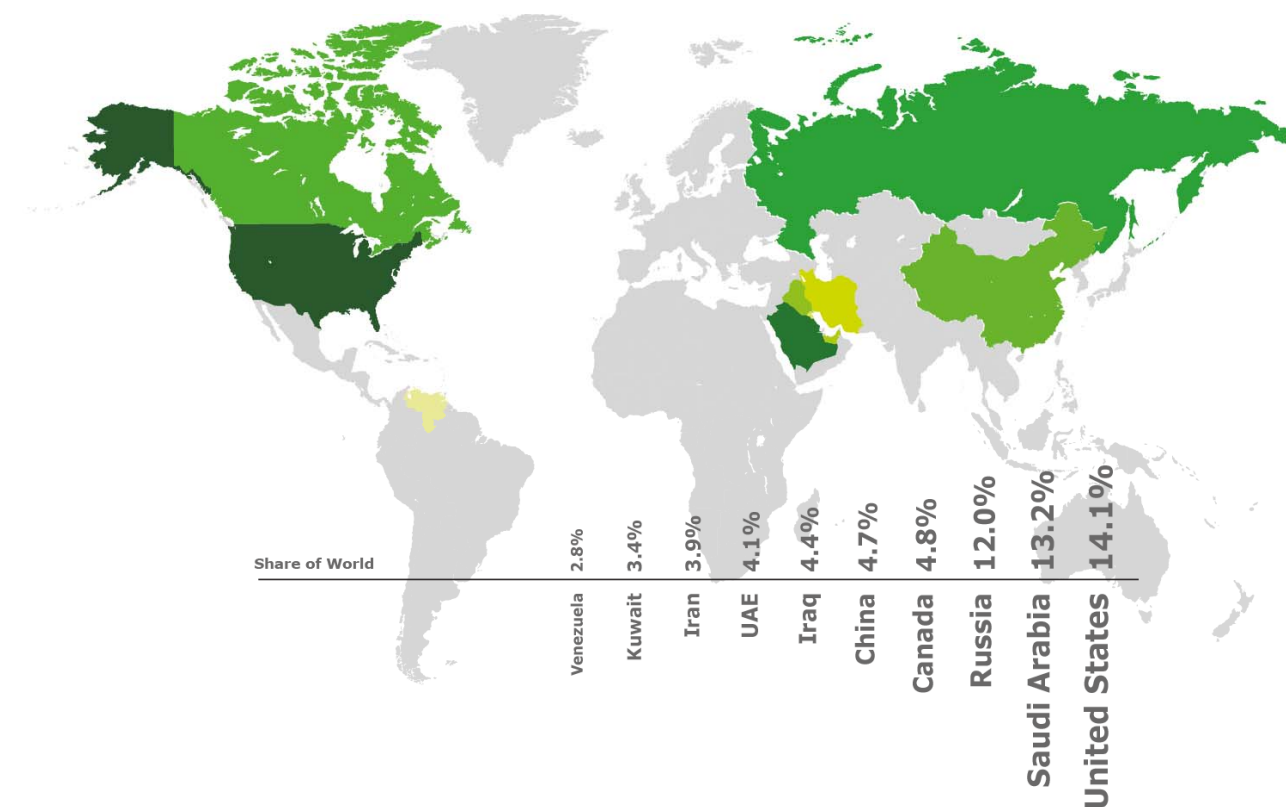 Share of World
2.8%
3.4%
3.9%
4.1%
4.4%
4.7%
4.8%
12.0%
13.2%
14.1%
Venezuela
Kuwait
Iran
UAE
Iraq
China
Canada
Russia
Saudi Arabia
United States